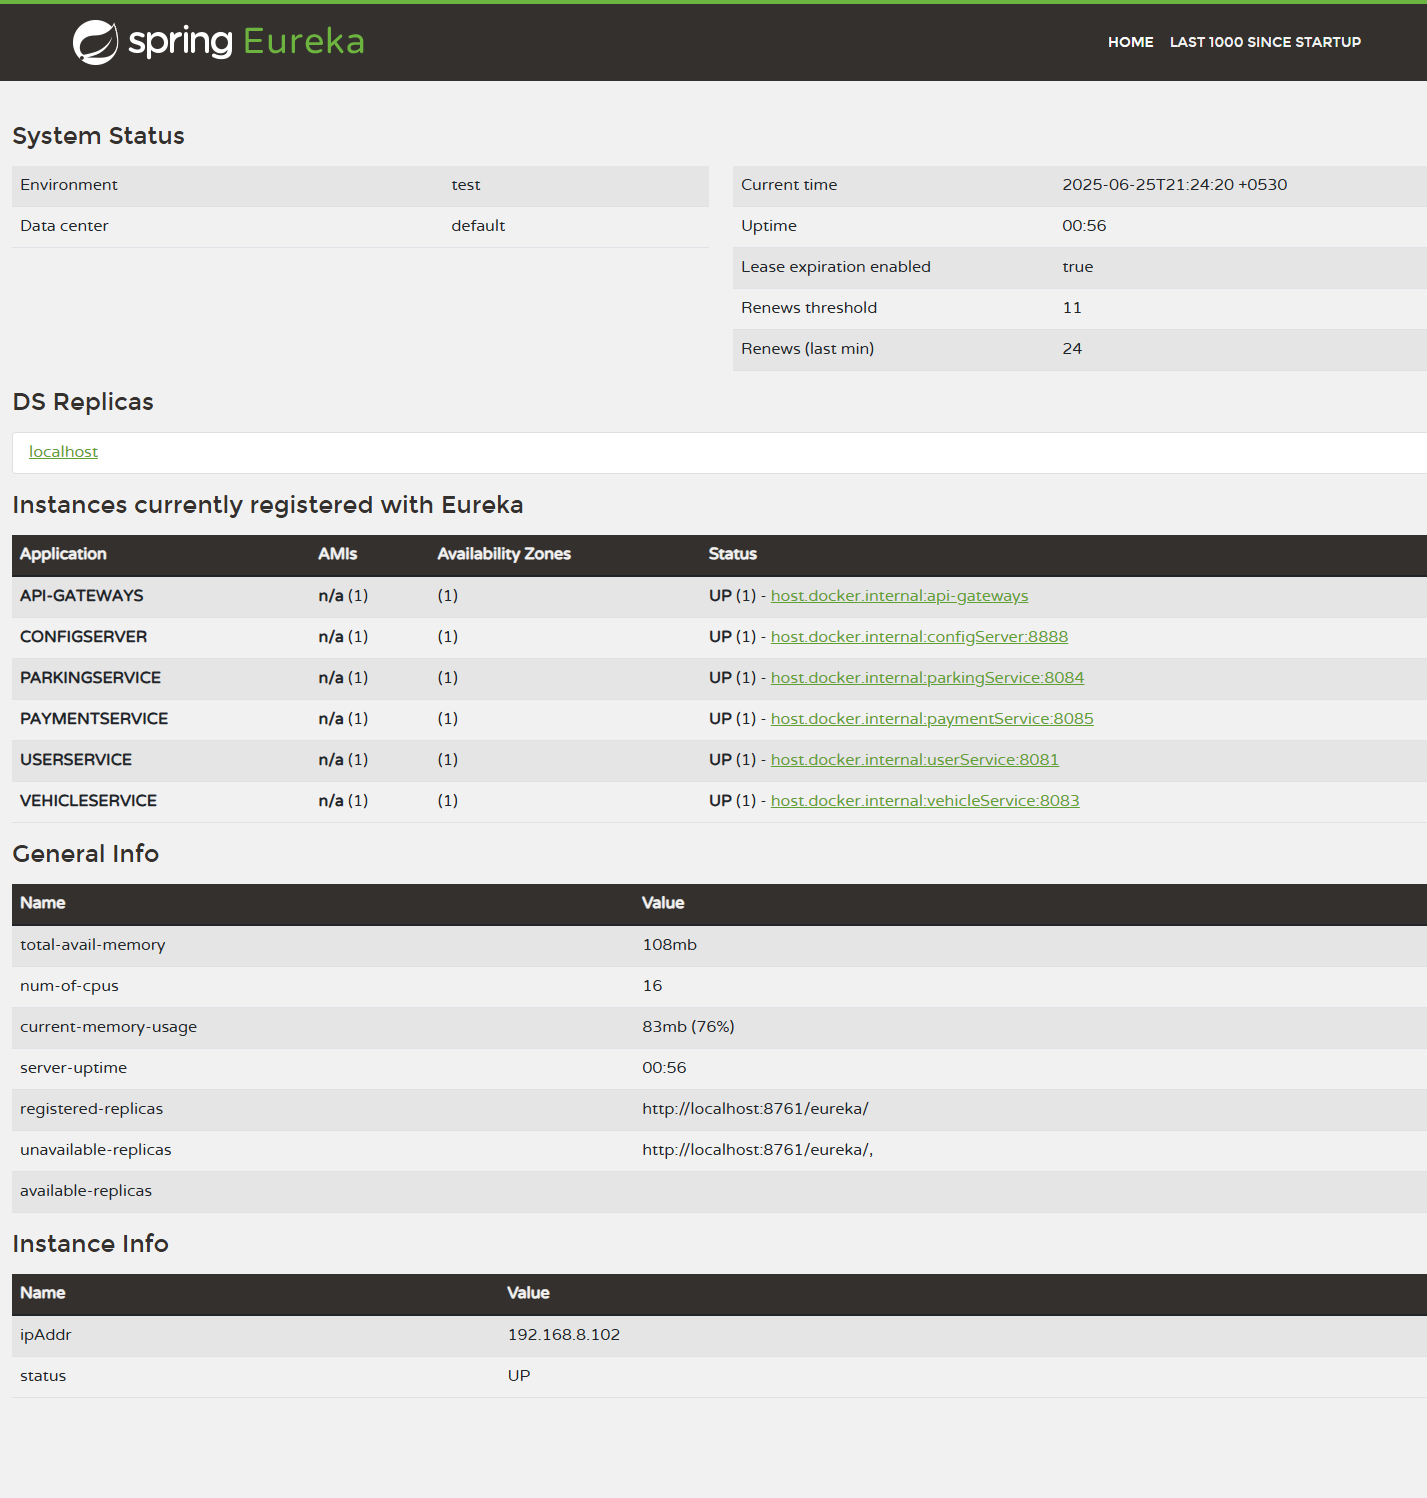 spring Eureka
HOME LAST 1000 SINCE STARTUP
System Status
Environment test
Data center default
Current time 2025-06-25T21:24:20 +0530
Uptime 00:56
Lease expiration enabled true
Renews threshold 11
Renews (last min) 24
DS Replicas
localhost
Instances currently registered with Eureka
Application AMIs Availability Zones Status
API-GATEWAYS n/a (1) (1) UP (1) - host.docker.internal:api-gateways
CONFIGSERVER n/a (1) (1) UP (1) - host.docker.internal:configServer:8888
PARKINGSERVICE n/a (1) (1) UP (1) - host.docker.internal:parkingService:8084
PAYMENTSERVICE n/a (1) (1) UP (1) - host.docker.internal:paymentService:8085
USERSERVICE n/a (1) (1) UP (1) - host.docker.internal:userService:8081
VEHICLESERVICE n/a (1) (1) UP (1) - host.docker.internal:vehicleService:8083
General Info
Name Value
total-avail-memory 108mb
num-of-cpus 16
current-memory-usage 83mb (76%)
server-uptime 00:56
registered-replicas http://localhost:8761/eureka/
unavailable-replicas http://localhost:8761/eureka/,
available-replicas
Instance Info
Name Value
ipAddr 192.168.8.102
status UP